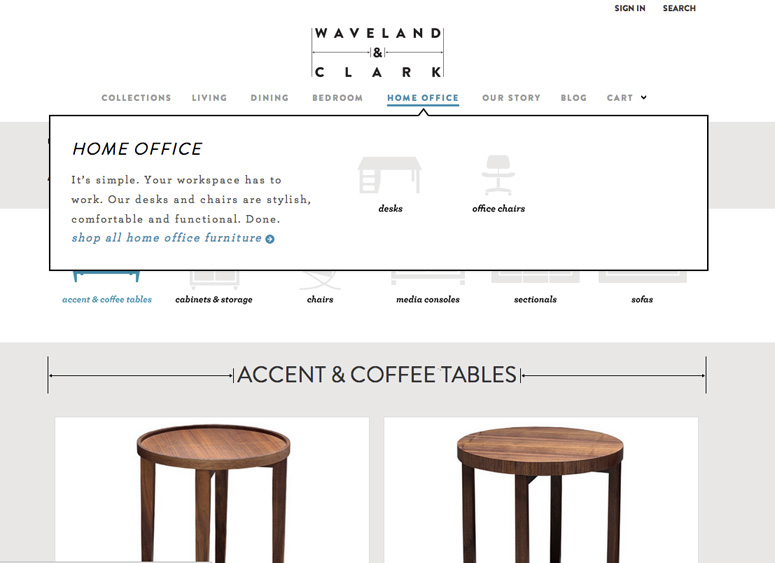 SIGN IN SEARCH
WAVELAND
&
CLARK
COLLECTIONS LIVING DINING BEDROOM HOME OFFICE OUR STORY BLOG CART
HOME OFFICE
It's simple. Your workspace has to
work. Our desks and chairs are stylish,
comfortable and functional. Done.
shop all home office furniture
desks office chairs
accent & coffee tables cabinets & storage chairs media consoles sectionals sofas
ACCENT & COFFEE TABLES